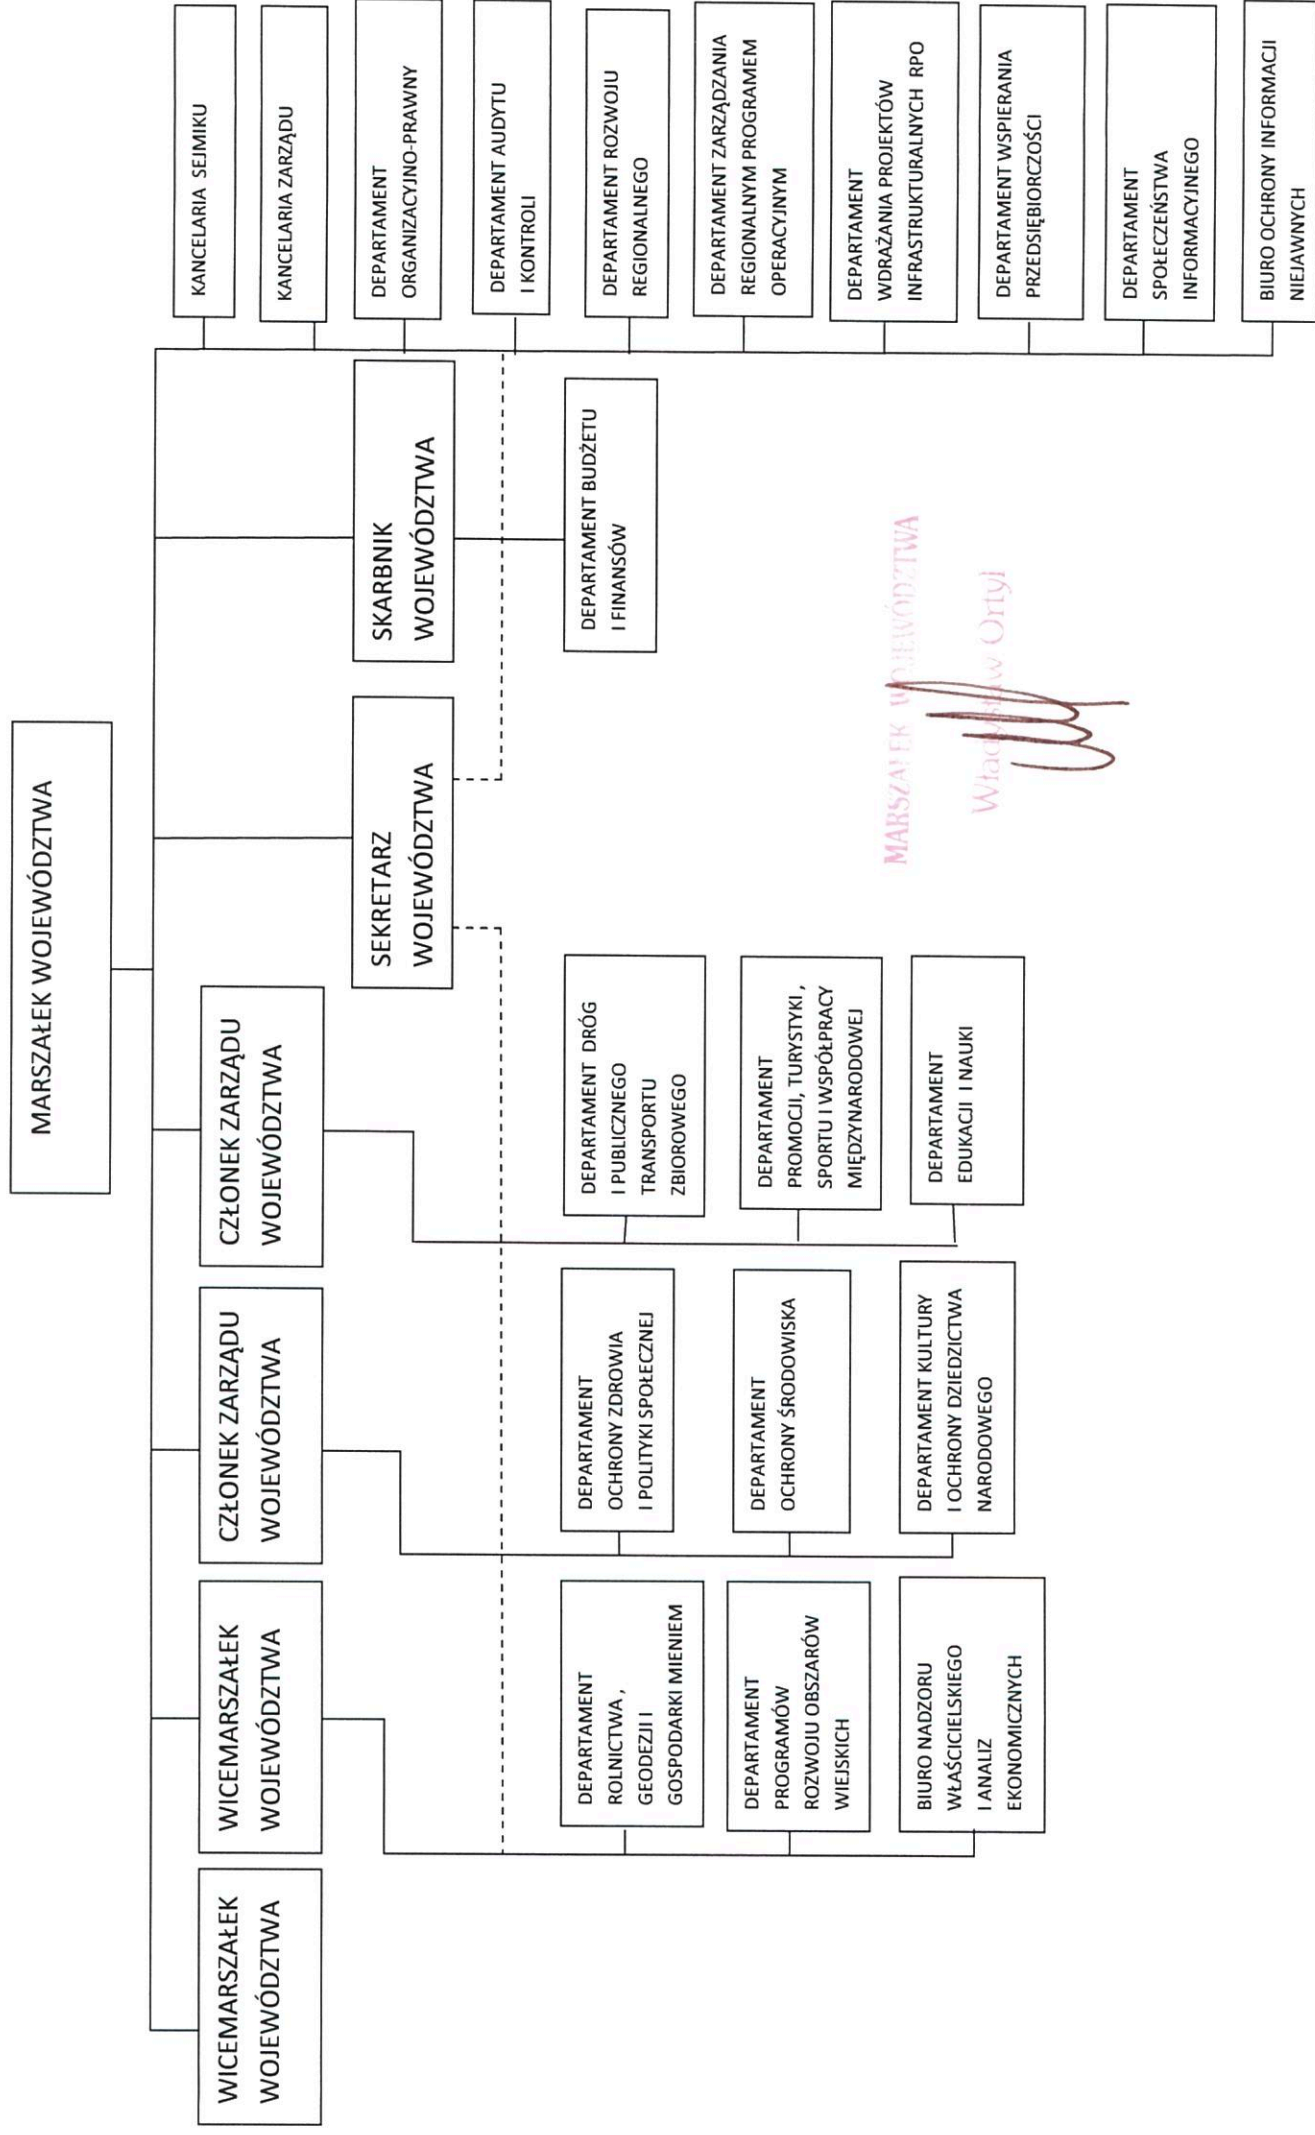 MARSZAŁEK WOJEWÓDZTWA
WICEMARSZAŁEK
WOJEWÓDZTWA
WICEMARSZAŁEK
WOJEWÓDZTWA
CZŁONEK ZARZĄDU
WOJEWÓDZTWA
CZŁONEK ZARZĄDU
WOJEWÓDZTWA
SEKRETARZ
WOJEWÓDZTWA
SKARBNIK
WOJEWÓDZTWA
DEPARTAMENT
ROLNICTWA ,
GEODEZJI I
GOSPODARKI MIENIEM
DEPARTAMENT
PROGRAMÓW
ROZWOJU OBSZARÓW
WIEJSKICH
BIURO NADZORU
WŁAŚCICIELSKIEGO
I ANALIZ
EKONOMICZNYCH
DEPARTAMENT
OCHRONY ZDROWIA
I POLITYKI SPOŁECZNEJ
DEPARTAMENT
OCHRONY ŚRODOWISKA
DEPARTAMENT KULTURY
I OCHRONY DZIEDZICTWA
NARODOWEGO
DEPARTAMENT DRÓG
I PUBLICZNEGO
TRANSPORTU
ZBIOROWEGO
DEPARTAMENT
PROMOCJI, TURYSTYKI ,
SPORTU I WSPÓŁPRACY
MIĘDZYNARODOWEJ
DEPARTAMENT
EDUKACJI I NAUKI
DEPARTAMENT BUDŻETU
I FINANSÓW
KANCELARIA SEJMIKU
KANCELARIA ZARZĄDU
DEPARTAMENT
ORGANIZACYJNO-PRAWNY
DEPARTAMENT AUDYTU
I KONTROLI
DEPARTAMENT ROZWOJU
REGIONALNEGO
DEPARTAMENT ZARZĄDZANIA
REGIONALNYM PROGRAMEM
OPERACYJNYM
DEPARTAMENT
WDRAŻANIA PROJEKTÓW
INFRASTRUKTURALNYCH RPO
DEPARTAMENT WSPIERANIA
PRZEDSIĘBIORCZOŚCI
DEPARTAMENT
SPOŁECZEŃSTWA
INFORMACYJNEGO
BIURO OCHRONY INFORMACJI
NIEJAWNYCH
MARSZAŁEK WOJEWÓDZTWA
Władysław Ortyl